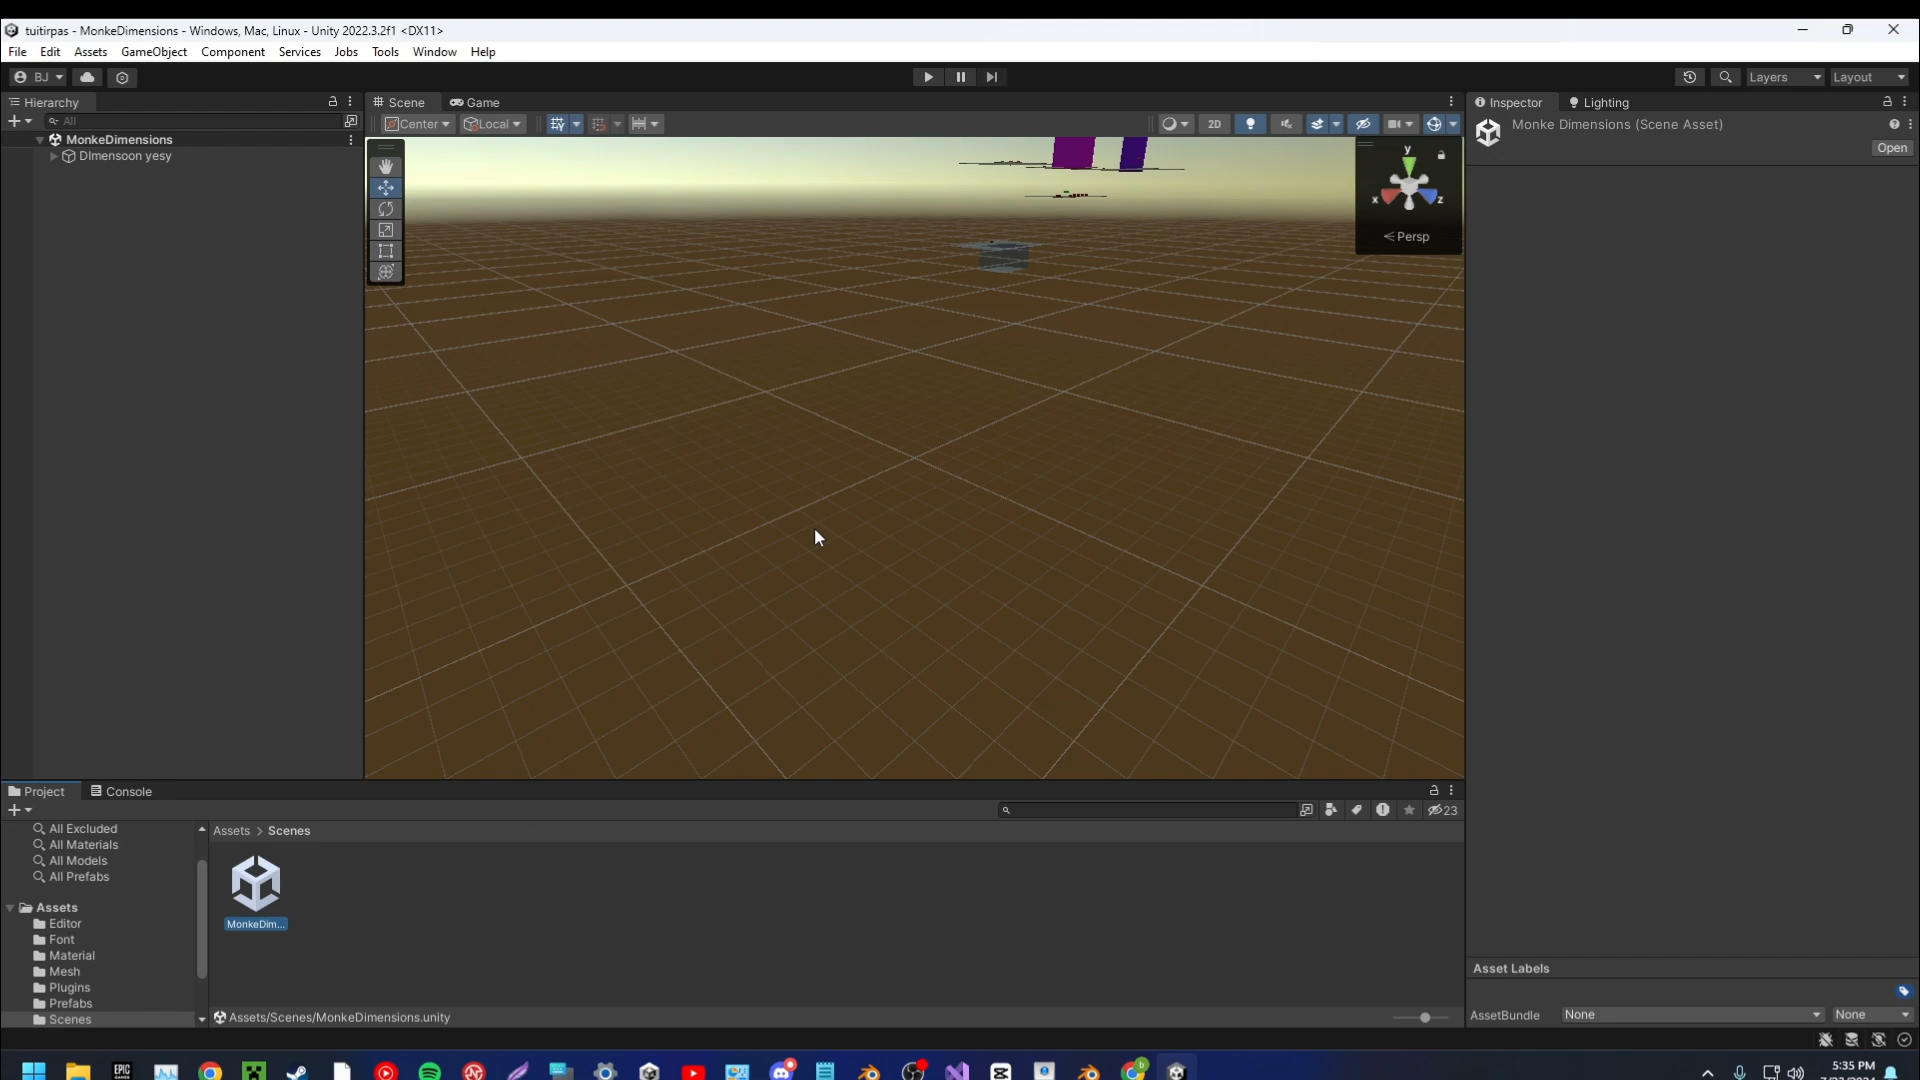 tuitirpas - MonkeDimensions - Windows, Mac, Linux - Unity 2022.3.2f1 <DX11>
File Edit Assets GameObject Component Services Jobs Tools Window Help
BJ
Layers
Layout
Hierarchy
Scene
Game
Inspector
Lighting
All
Center
Local
2D
Monke Dimensions (Scene Asset)
Open
MonkeDimensions
DImensoon yesy
y
x
z
Persp
Project
Console
23
All Excluded
All Materials
All Models
All Prefabs
Assets
Editor
Font
Material
Mesh
Plugins
Prefabs
Scenes
Assets > Scenes
MonkeDim...
Assets/Scenes/MonkeDimensions.unity
Asset Labels
AssetBundle
None
None
EPIC
GAMES
b
5:35 PM